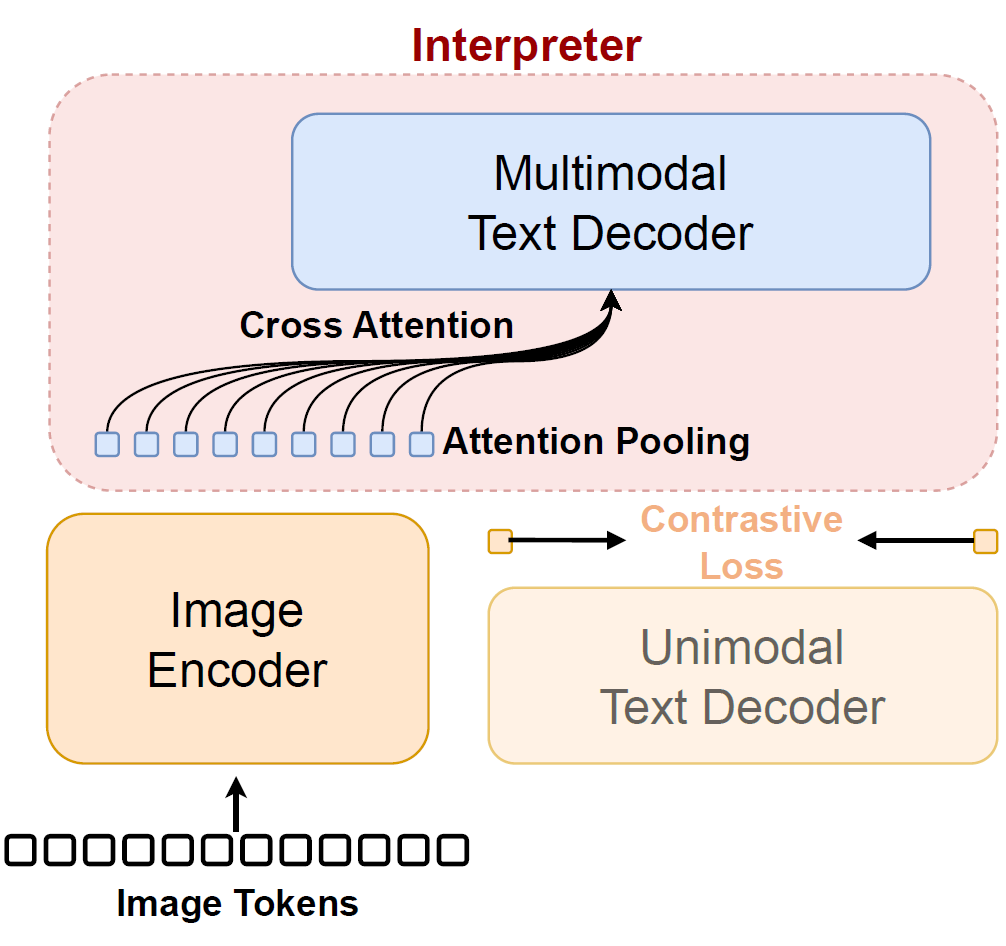 Interpreter
Multimodal
Text Decoder
Cross Attention
Attention Pooling
Contrastive
Loss
Image
Encoder
Unimodal
Text Decoder
Image Tokens